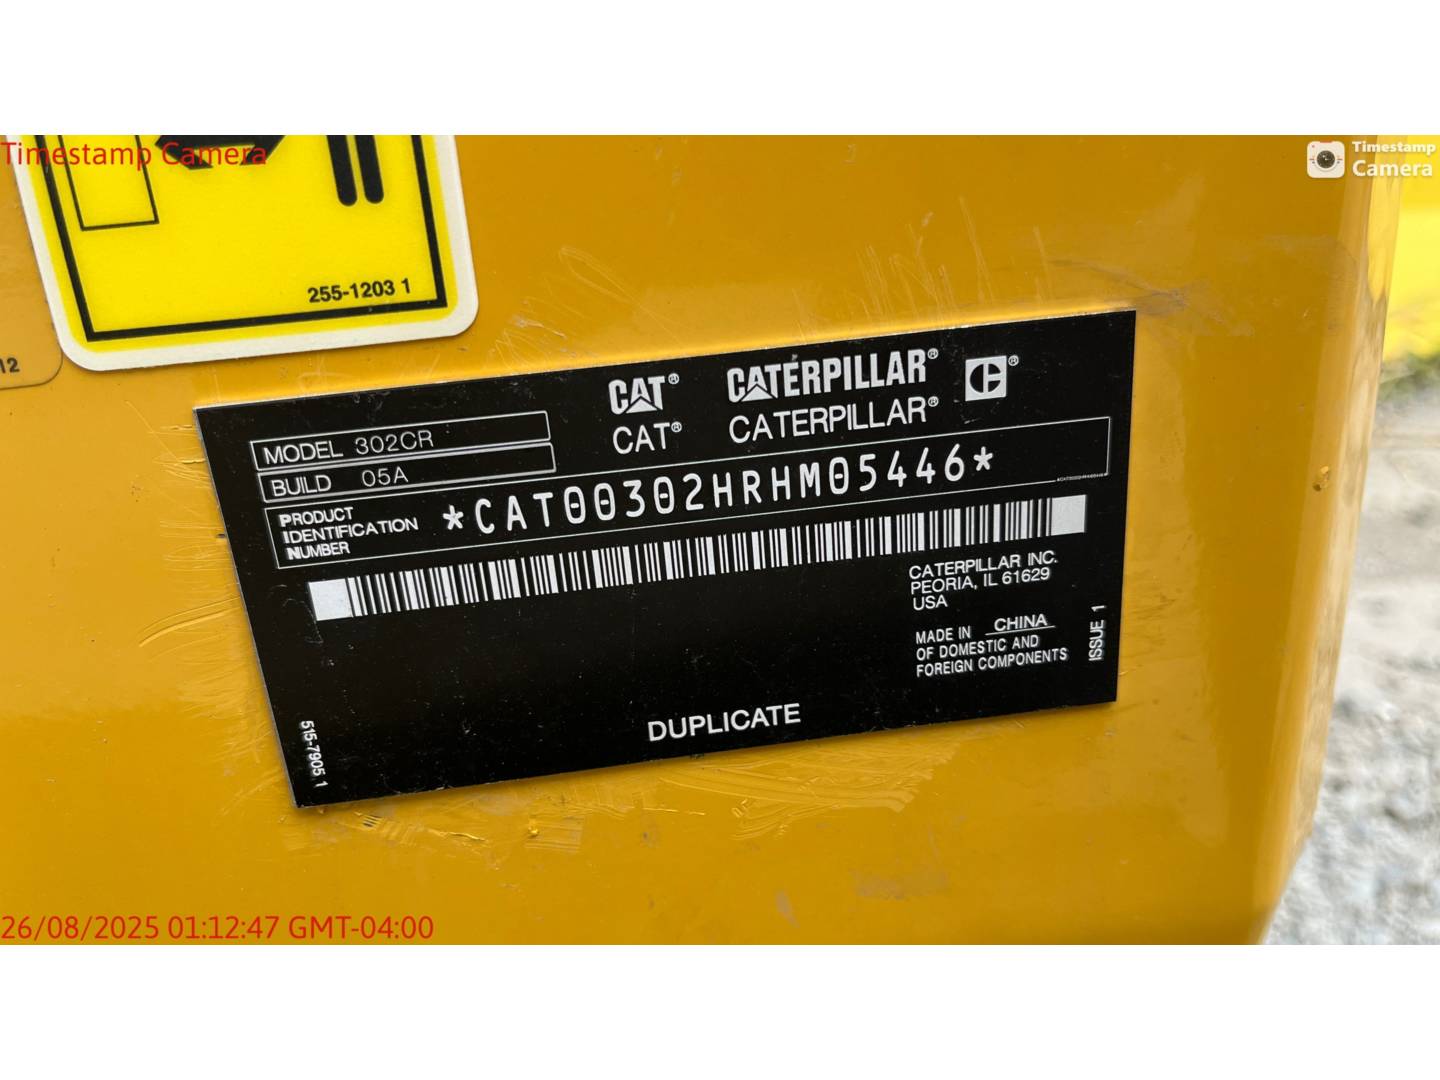 Timestamp Camera
Timestamp
Camera
255-1203 1
12
CAT® CATERPILLAR® C®
CAT® CATERPILLAR®
MODEL 302CR
BUILD 05A
PRODUCT
IDENTIFICATION
NUMBER
*CAT00302HRHM05446*
CATERPILLAR INC.
PEORIA, IL 61629
USA
MADE IN CHINA
OF DOMESTIC AND
FOREIGN COMPONENTS
ISSUE 1
DUPLICATE
515-7905 1
26/08/2025 01:12:47 GMT-04:00